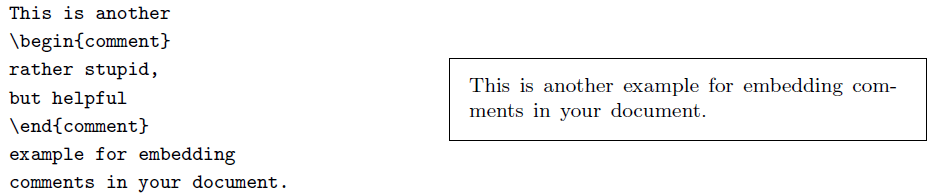 This is another
\begin{comment}
rather stupid,
but helpful
\end{comment}
example for embedding
comments in your document.
This is another example for embedding com-
ments in your document.